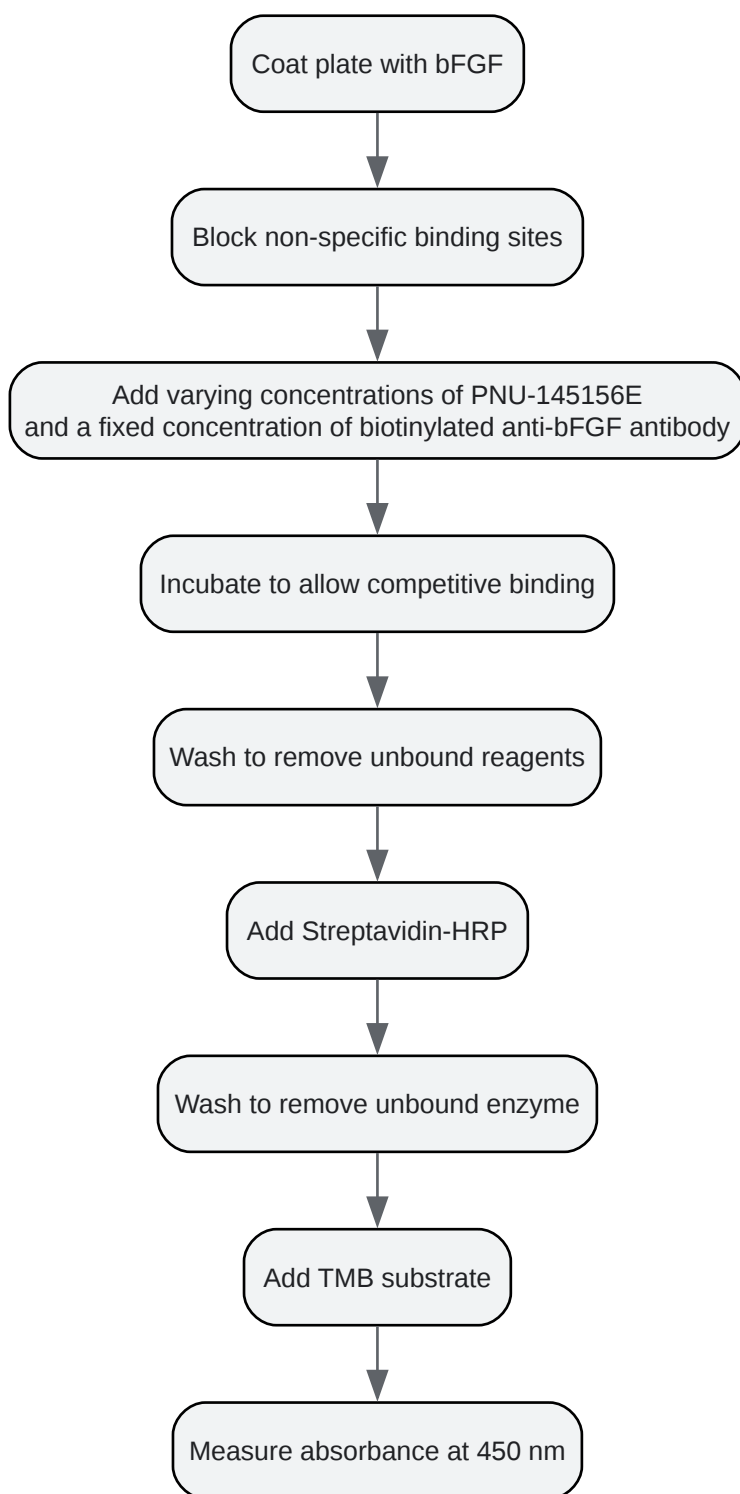 Coat plate with bFGF
Block non-specific binding sites
Add varying concentrations of PNU-145156E
and a fixed concentration of biotinylated anti-bFGF antibody
Incubate to allow competitive binding
Wash to remove unbound reagents
Add Streptavidin-HRP
Wash to remove unbound enzyme
Add TMB substrate
Measure absorbance at 450 nm